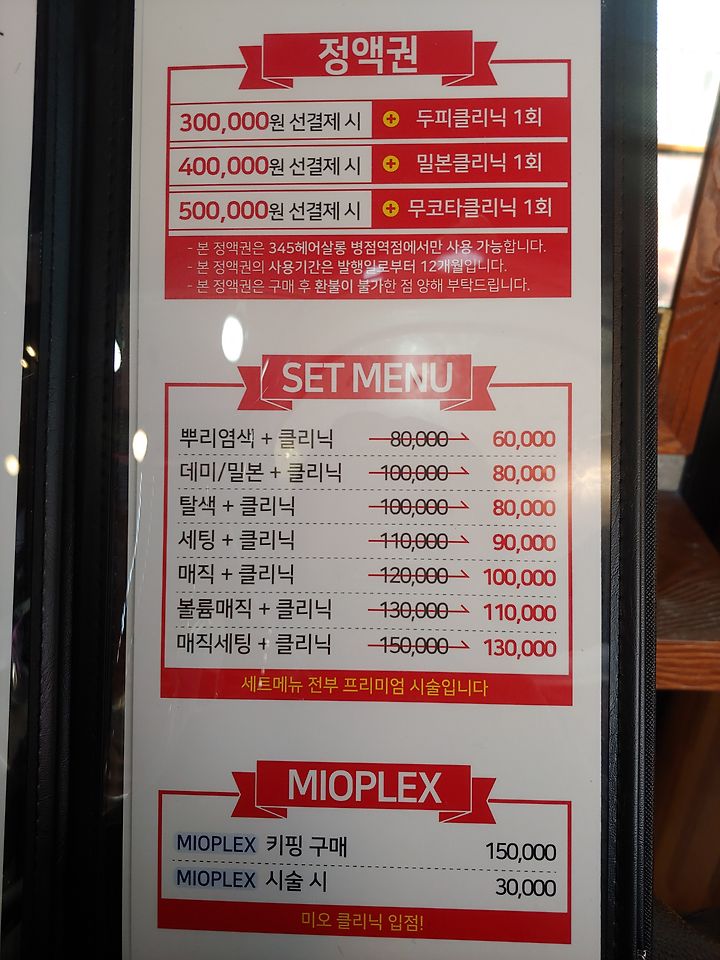 정액권
300,000원 선결제 시 + 두피클리닉 1회
400,000원 선결제 시 + 밀본클리닉 1회
500,000원 선결제 시 + 무코타클리닉 1회
- 본 정액권은 345헤어살롱 병점역점에서만 사용 가능합니다.
- 본 정액권의 사용기간은 발행일로부터 12개월입니다.
- 본 정액권은 구매 후 환불이 불가한 점 양해 부탁드립니다.
SET MENU
뿌리염색 + 클리닉 80,000 → 60,000
데미/밀본 + 클리닉 100,000 → 80,000
탈색 + 클리닉 100,000 → 80,000
세팅 + 클리닉 110,000 → 90,000
매직 + 클리닉 120,000 → 100,000
볼륨매직 + 클리닉 130,000 → 110,000
매직세팅 + 클리닉 150,000 → 130,000
세트메뉴 전부 프리미엄 시술입니다
MIOPLEX
MIOPLEX 키핑 구매 150,000
MIOPLEX 시술 시 30,000
미오 클리닉 입점!